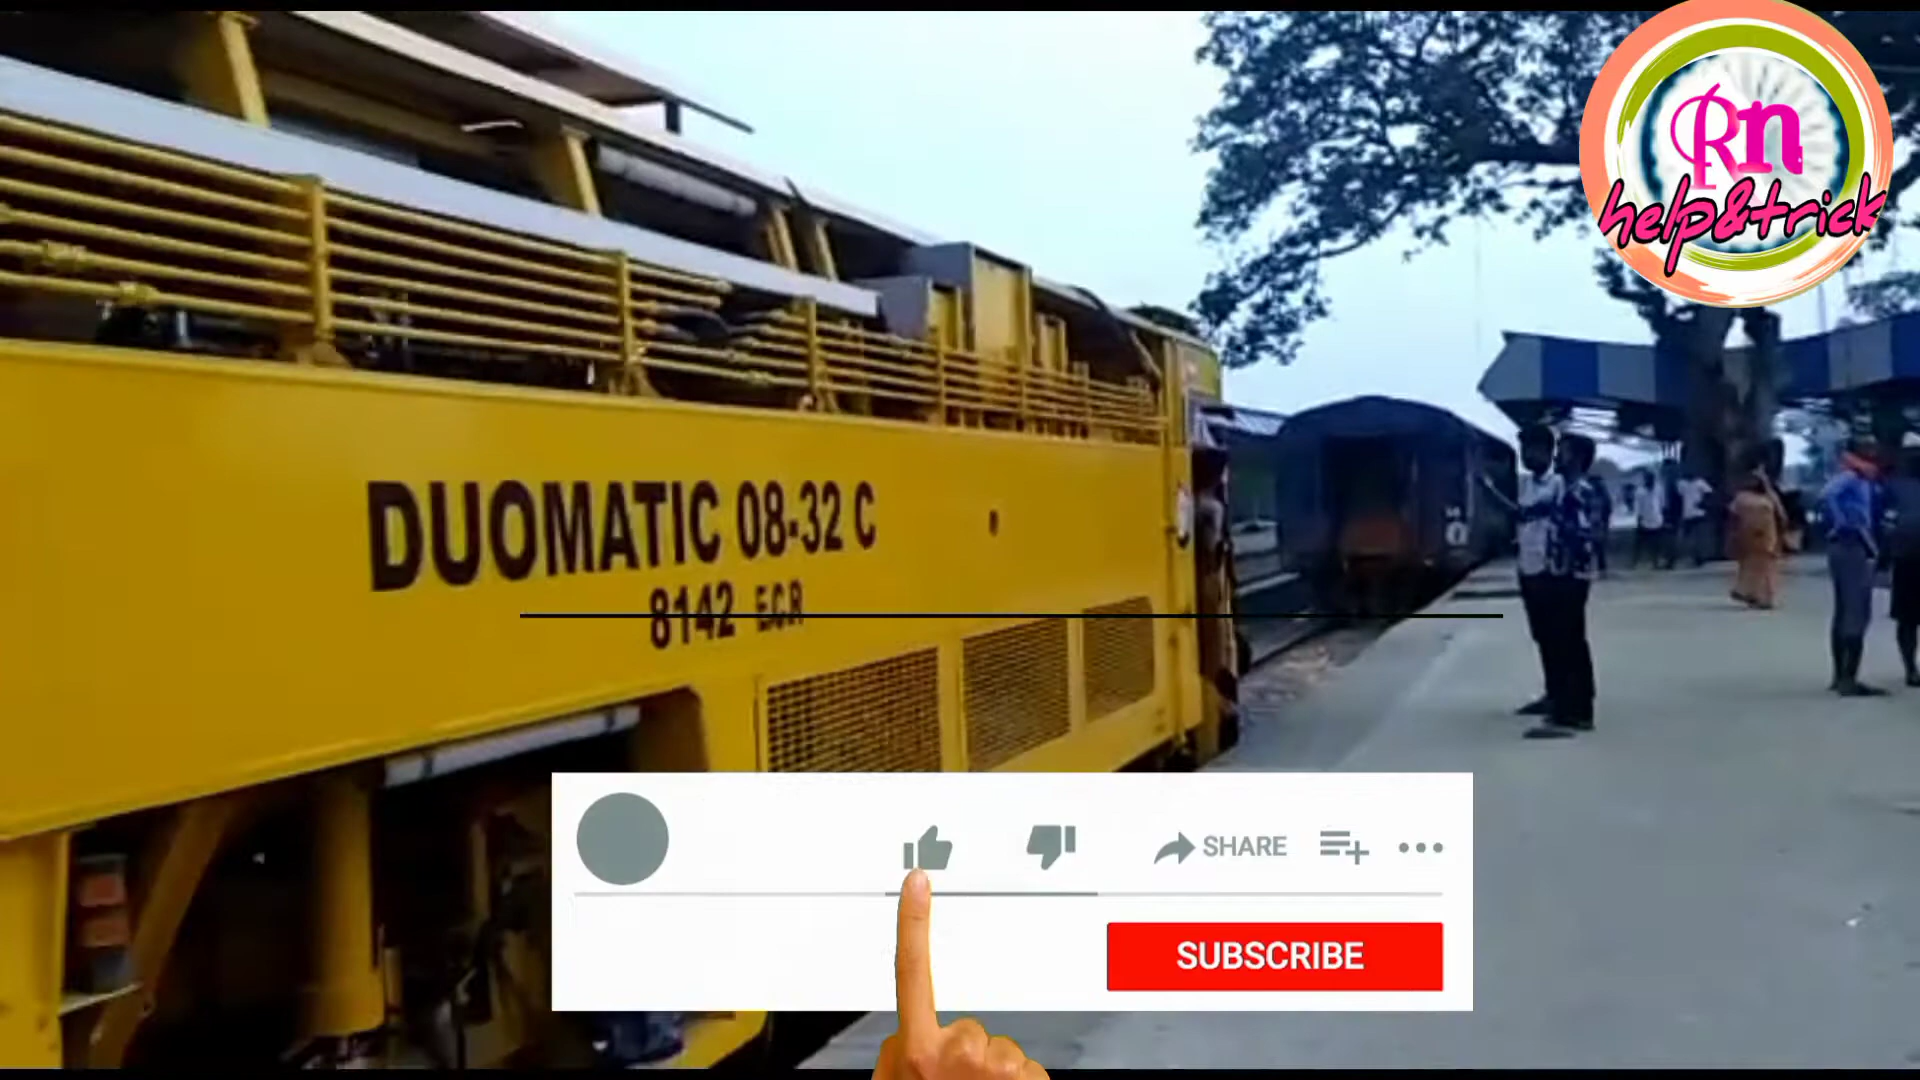 Rn
help&trick
DUOMATIC 08-32 C
8142 ECR
SHARE
SUBSCRIBE